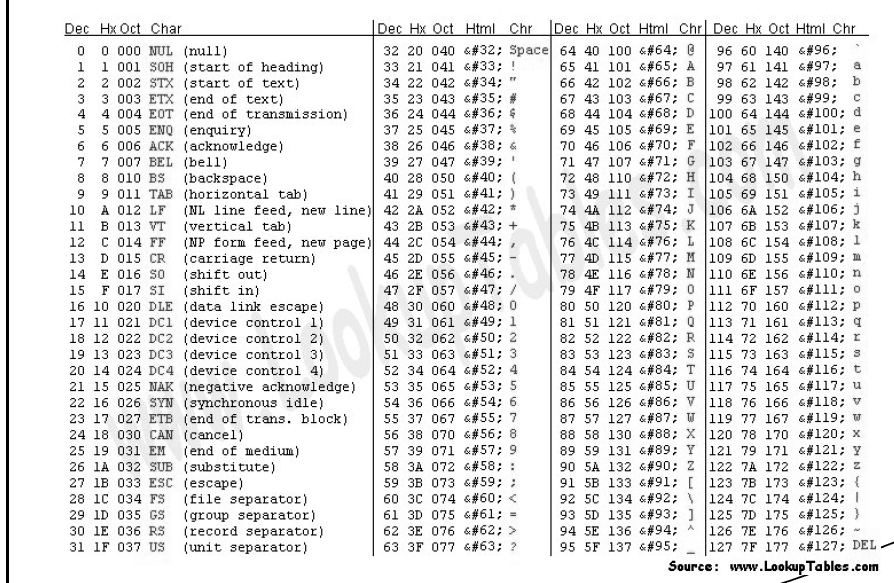 Dec Hx Oct Char Dec Hx Oct Html Chr Dec Hx Oct Html Chr Dec Hx Oct Html Chr
0 0 000 NUL (null) 32 20 040 &#32; Space 64 40 100 &#64; @ 96 60 140 &#96; `
1 1 001 SOH (start of heading) 33 21 041 &#33; ! 65 41 101 &#65; A 97 61 141 &#97; a
2 2 002 STX (start of text) 34 22 042 &#34; " 66 42 102 &#66; B 98 62 142 &#98; b
3 3 003 ETX (end of text) 35 23 043 &#35; # 67 43 103 &#67; C 99 63 143 &#99; c
4 4 004 EOT (end of transmission) 36 24 044 &#36; $ 68 44 104 &#68; D 100 64 144 &#100; d
5 5 005 ENQ (enquiry) 37 25 045 &#37; % 69 45 105 &#69; E 101 65 145 &#101; e
6 6 006 ACK (acknowledge) 38 26 046 &#38; & 70 46 106 &#70; F 102 66 146 &#102; f
7 7 007 BEL (bell) 39 27 047 &#39; ' 71 47 107 &#71; G 103 67 147 &#103; g
8 8 010 BS (backspace) 40 28 050 &#40; ( 72 48 110 &#72; H 104 68 150 &#104; h
9 9 011 TAB (horizontal tab) 41 29 051 &#41; ) 73 49 111 &#73; I 105 69 151 &#105; i
10 A 012 LF (NL line feed, new line) 42 2A 052 &#42; * 74 4A 112 &#74; J 106 6A 152 &#106; j
11 B 013 VT (vertical tab) 43 2B 053 &#43; + 75 4B 113 &#75; K 107 6B 153 &#107; k
12 C 014 FF (NP form feed, new page) 44 2C 054 &#44; , 76 4C 114 &#76; L 108 6C 154 &#108; l
13 D 015 CR (carriage return) 45 2D 055 &#45; - 77 4D 115 &#77; M 109 6D 155 &#109; m
14 E 016 SO (shift out) 46 2E 056 &#46; . 78 4E 116 &#78; N 110 6E 156 &#110; n
15 F 017 SI (shift in) 47 2F 057 &#47; / 79 4F 117 &#79; O 111 6F 157 &#111; o
16 10 020 DLE (data link escape) 48 30 060 &#48; 0 80 50 120 &#80; P 112 70 160 &#112; p
17 11 021 DC1 (device control 1) 49 31 061 &#49; 1 81 51 121 &#81; Q 113 71 161 &#113; q
18 12 022 DC2 (device control 2) 50 32 062 &#50; 2 82 52 122 &#82; R 114 72 162 &#114; r
19 13 023 DC3 (device control 3) 51 33 063 &#51; 3 83 53 123 &#83; S 115 73 163 &#115; s
20 14 024 DC4 (device control 4) 52 34 064 &#52; 4 84 54 124 &#84; T 116 74 164 &#116; t
21 15 025 NAK (negative acknowledge) 53 35 065 &#53; 5 85 55 125 &#85; U 117 75 165 &#117; u
22 16 026 SYN (synchronous idle) 54 36 066 &#54; 6 86 56 126 &#86; V 118 76 166 &#118; v
23 17 027 ETB (end of trans. block) 55 37 067 &#55; 7 87 57 127 &#87; W 119 77 167 &#119; w
24 18 030 CAN (cancel) 56 38 070 &#56; 8 88 58 130 &#88; X 120 78 170 &#120; x
25 19 031 EM (end of medium) 57 39 071 &#57; 9 89 59 131 &#89; Y 121 79 171 &#121; y
26 1A 032 SUB (substitute) 58 3A 072 &#58; : 90 5A 132 &#90; Z 122 7A 172 &#122; z
27 1B 033 ESC (escape) 59 3B 073 &#59; ; 91 5B 133 &#91; [ 123 7B 173 &#123; {
28 1C 034 FS (file separator) 60 3C 074 &#60; < 92 5C 134 &#92; \ 124 7C 174 &#124; |
29 1D 035 GS (group separator) 61 3D 075 &#61; = 93 5D 135 &#93; ] 125 7D 175 &#125; }
30 1E 036 RS (record separator) 62 3E 076 &#62; > 94 5E 136 &#94; ^ 126 7E 176 &#126; ~
31 1F 037 US (unit separator) 63 3F 077 &#63; ? 95 5F 137 &#95; _ 127 7F 177 &#127; DEL
Source: www.LookupTables.com
www.LookupTables.com